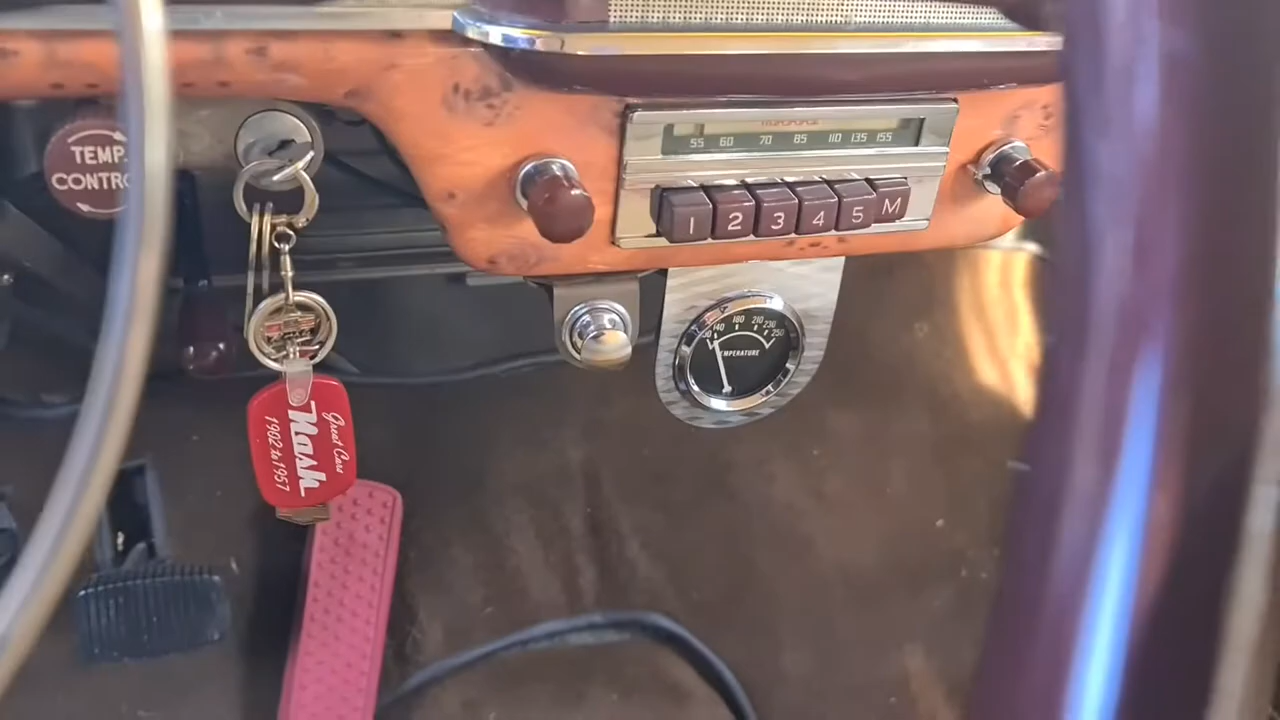 TEMP.
CONTRO
55 60 70 85 110 135 155
1 2 3 4 5 M
140 180 210 230 250
TEMPERATURE
Great Cars
Nash
1902 to 1957